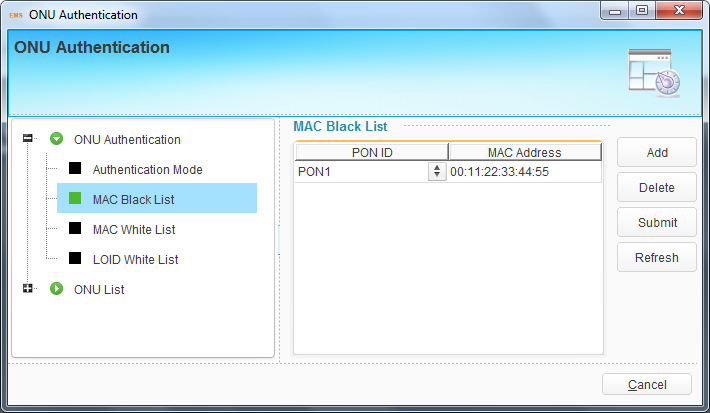 EMS ONU Authentication
ONU Authentication
ONU Authentication
Authentication Mode
MAC Black List
MAC White List
LOID White List
ONU List
MAC Black List
PON ID MAC Address
PON1 00:11:22:33:44:55
Add
Delete
Submit
Refresh
Cancel